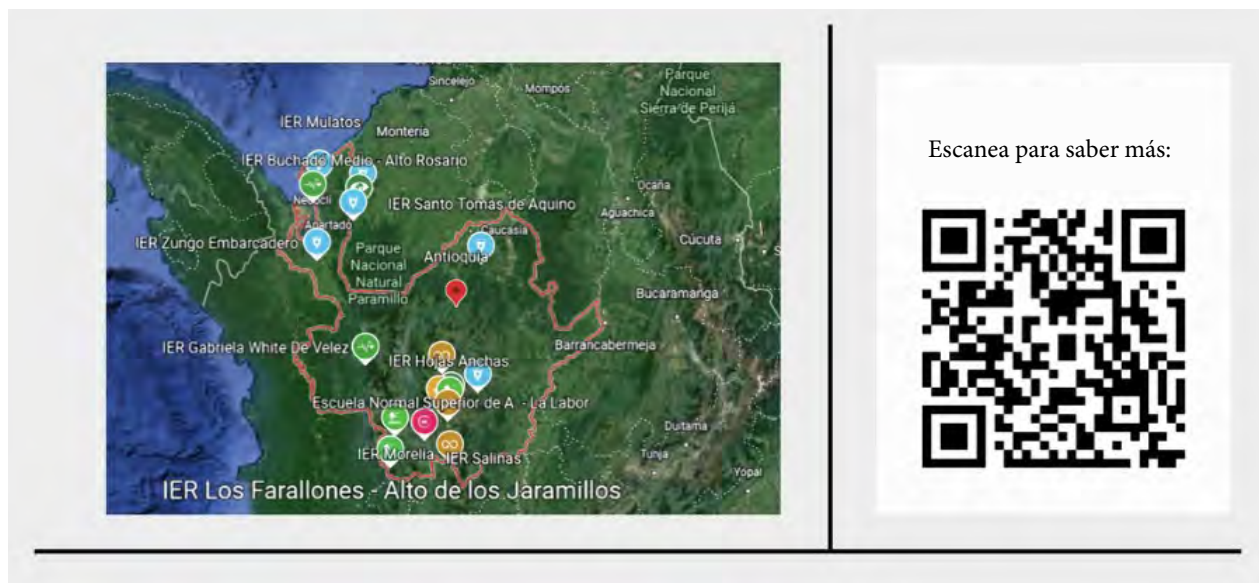 Sincelejo
Mompós
Parque
Nacional
Sierra de Perijá
IER Mulatos
Montería
IER Buchado Medio - Alto Rosario
Ocaña
Necoclí
IER Santo Tomás de Aquino
Aguachica
Apartadó
Caucasia
IER Zungo Embarcadero
Cúcuta
Parque
Nacional
Natural
Paramillo
Antioquia
Bucaramanga
IER Gabriela White De Velez
Barrancabermeja
IER Hojas Anchas
Escuela Normal Superior de A - La Labor
Duitama
IER Morelia
IER Salinas
Tunja
Yopal
IER Los Farallones - Alto de los Jaramillos
Escanea para saber más: